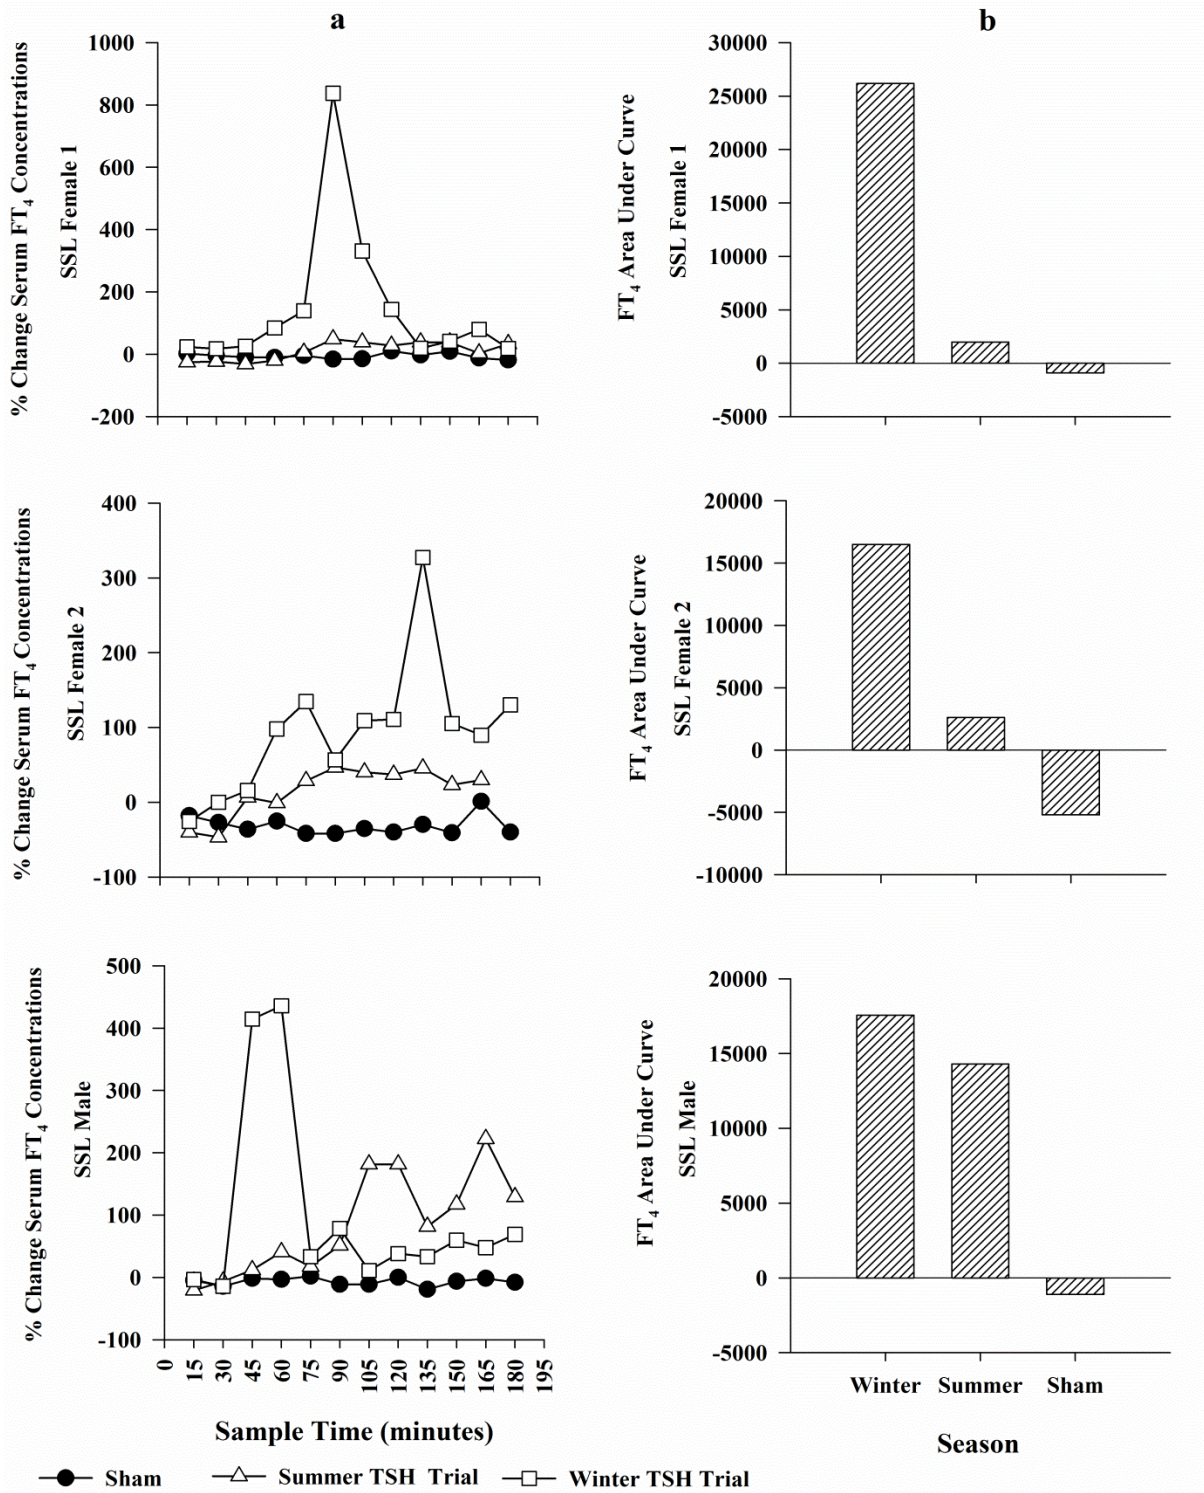 a
b
% Change Serum FT4 Concentrations
SSL Female 1
1000
800
600
400
200
0
-200
FT4 Area Under Curve
SSL Female 1
30000
25000
20000
15000
10000
5000
0
-5000
% Change Serum FT4 Concentrations
SSL Female 2
400
300
200
100
0
-100
FT4 Area Under Curve
SSL Female 2
20000
15000
10000
5000
0
-5000
-10000
% Change Serum FT4 Concentrations
SSL Male
500
400
300
200
100
0
-100
0 15 30 45 60 75 90 105 120 135 150 165 180 195
Sample Time (minutes)
FT4 Area Under Curve
SSL Male
20000
15000
10000
5000
0
-5000
Winter Summer Sham
Season
Sham Summer TSH Trial Winter TSH Trial